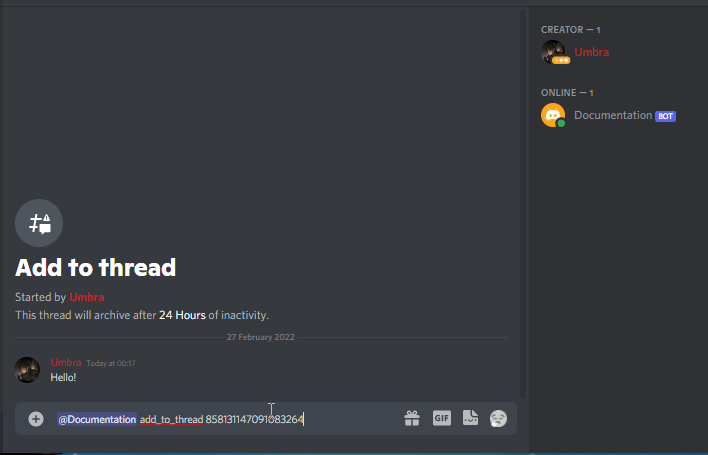 CREATOR — 1
Umbra
ONLINE — 1
Documentation BOT
Add to thread
Started by Umbra
This thread will archive after 24 Hours of inactivity.
27 February 2022
Umbra Today at 00:17
Hello!
@Documentation add_to_thread 858131147091083264
GIF